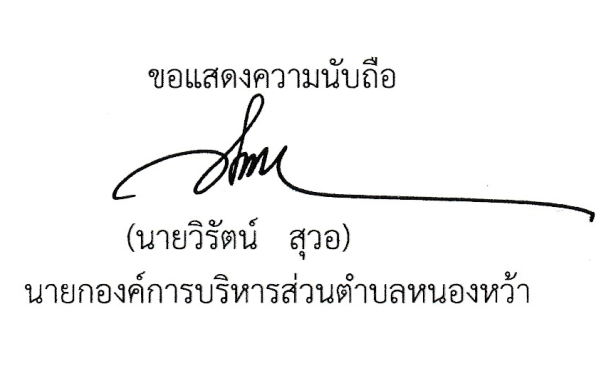 ขอแสดงความนับถือ
(นายวิรัตน์ สุวอ)
นายกองค์การบริหารส่วนตำบลหนองหว้า